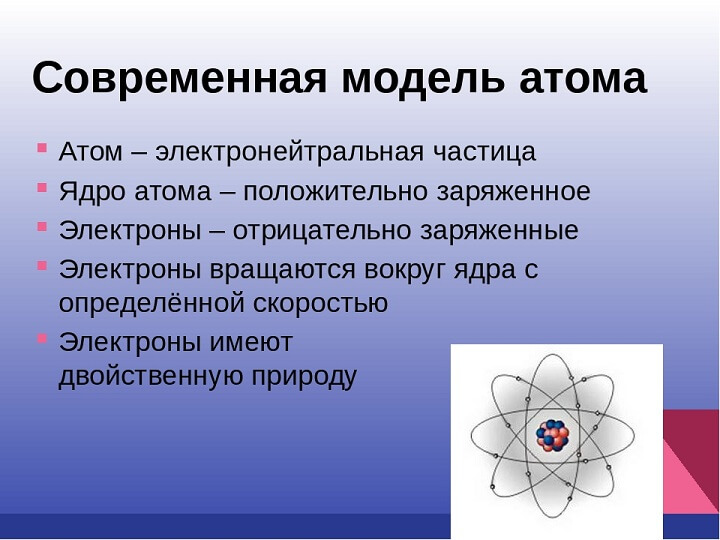 Современная модель атома
Атом – электронейтральная частица
Ядро атома – положительно заряженное
Электроны – отрицательно заряженные
Электроны вращаются вокруг ядра с
определённой скоростью
Электроны имеют
двойственную природу